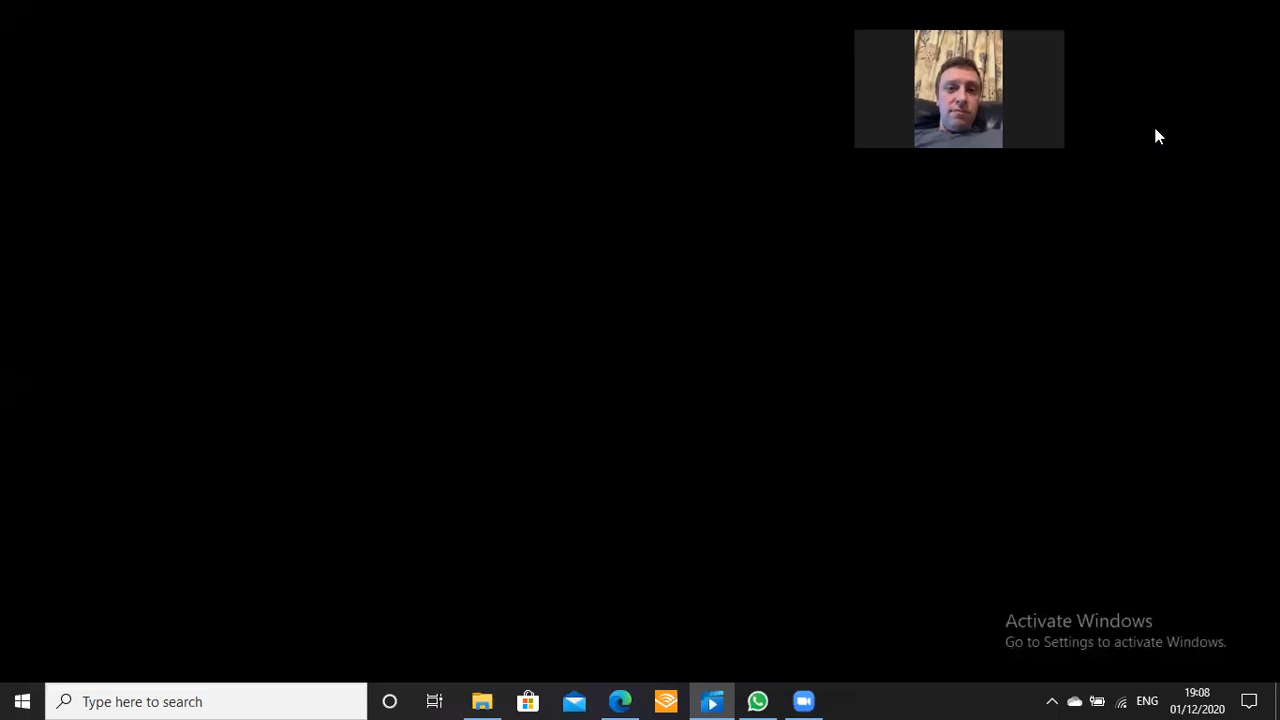 Activate Windows
Go to Settings to activate Windows.
Type here to search
ENG
19:08
01/12/2020